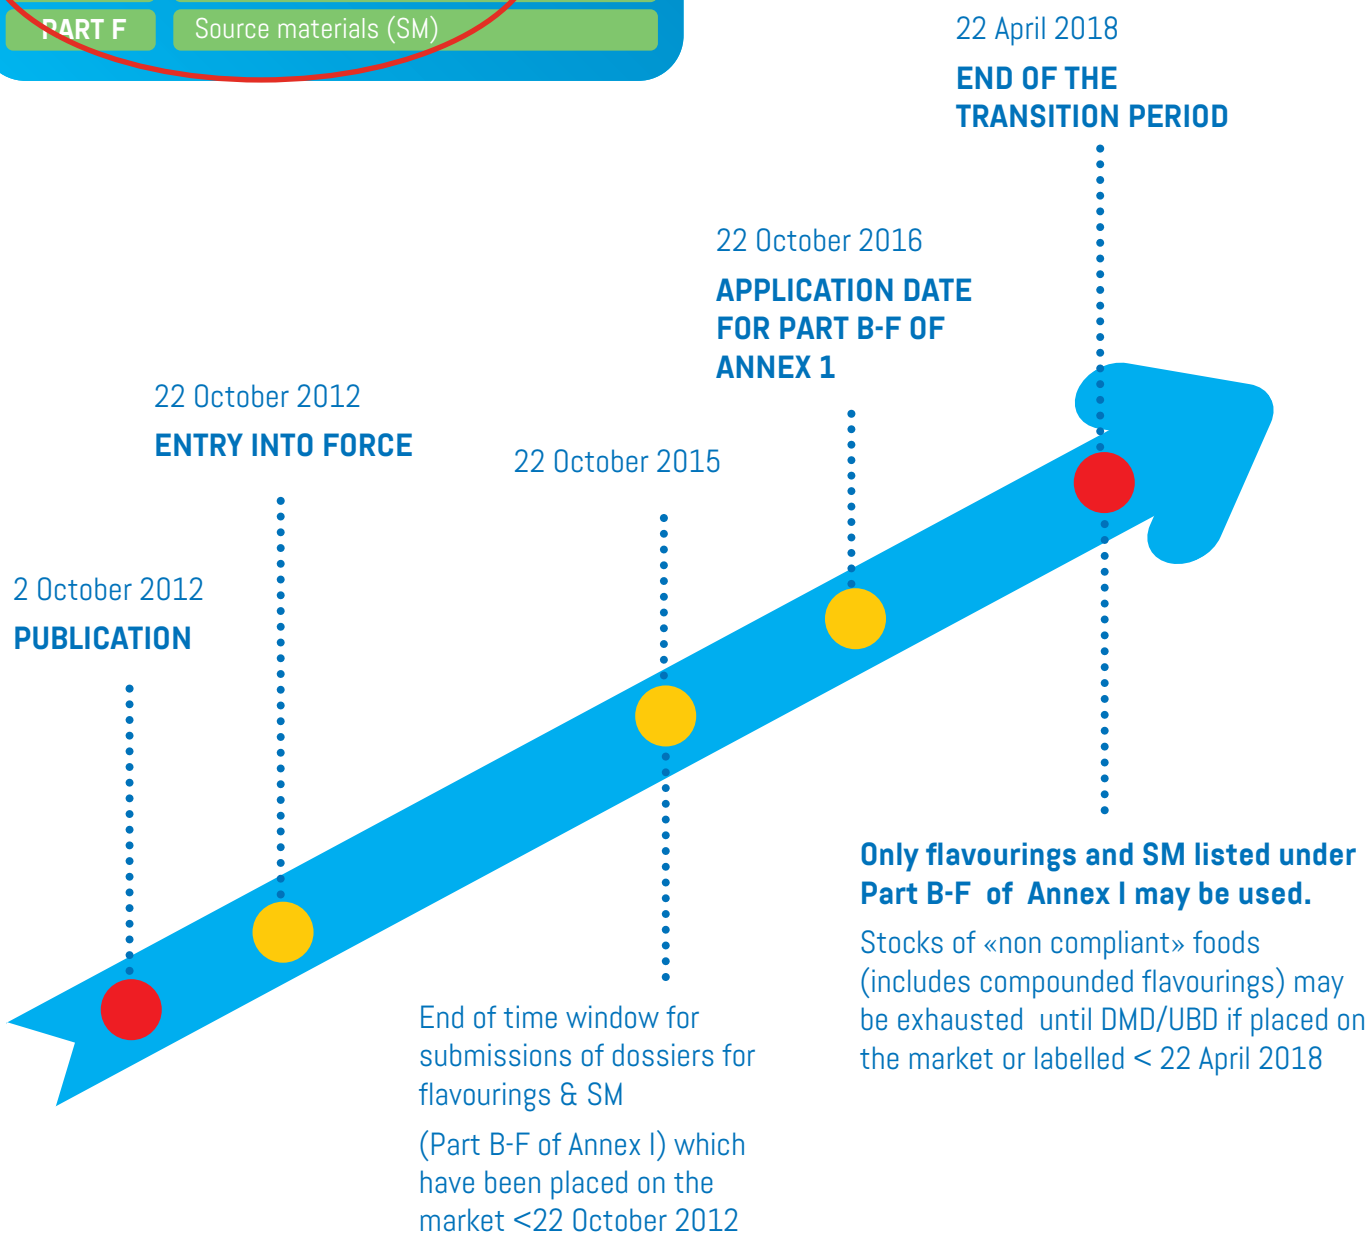 PART F Source materials (SM)
22 April 2018
END OF THE
TRANSITION PERIOD
22 October 2016
APPLICATION DATE
FOR PART B-F OF
ANNEX 1
22 October 2012
ENTRY INTO FORCE
22 October 2015
2 October 2012
PUBLICATION
Only flavourings and SM listed under
Part B-F of Annex I may be used.
Stocks of «non compliant» foods
(includes compounded flavourings) may
be exhausted until DMD/UBD if placed on
the market or labelled < 22 April 2018
End of time window for
submissions of dossiers for
flavourings & SM
(Part B-F of Annex I) which
have been placed on the
market <22 October 2012